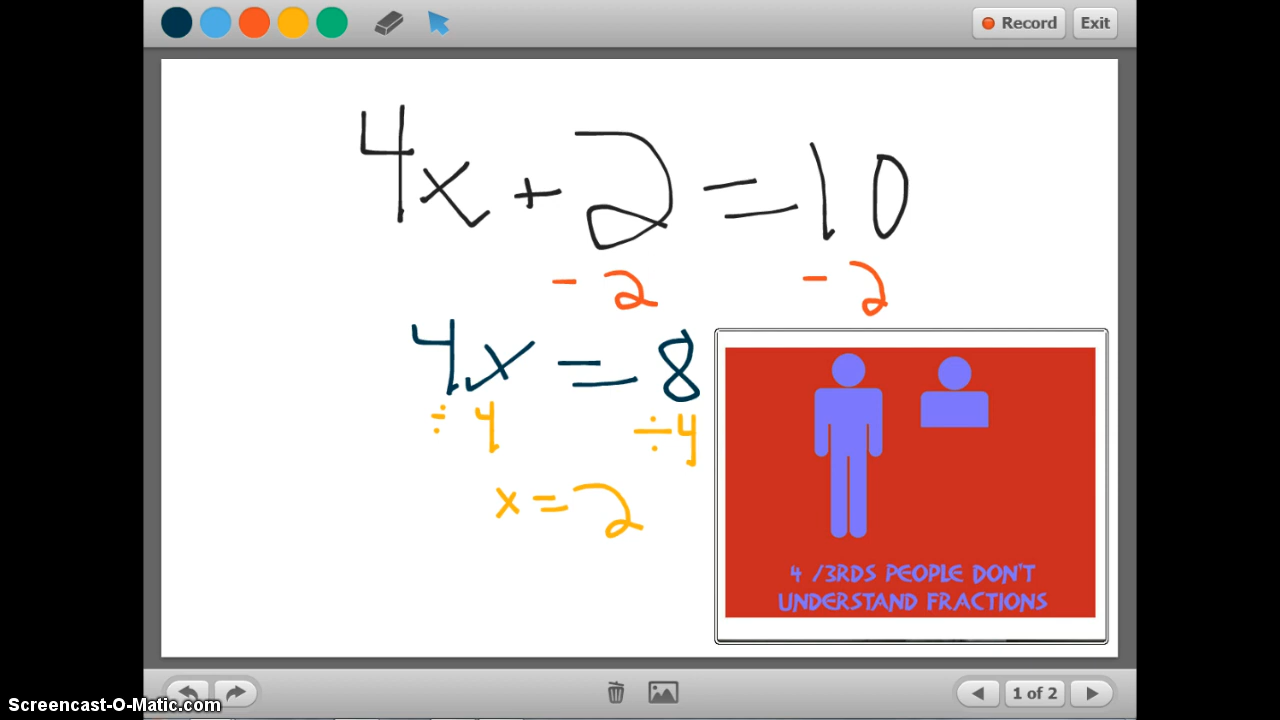 Record Exit
4x + 2 = 10
- 2 - 2
4x = 8
÷ 4 ÷ 4
x = 2
4 /3RDS PEOPLE DON'T
UNDERSTAND FRACTIONS
1 of 2
Screencast-O-Matic.com